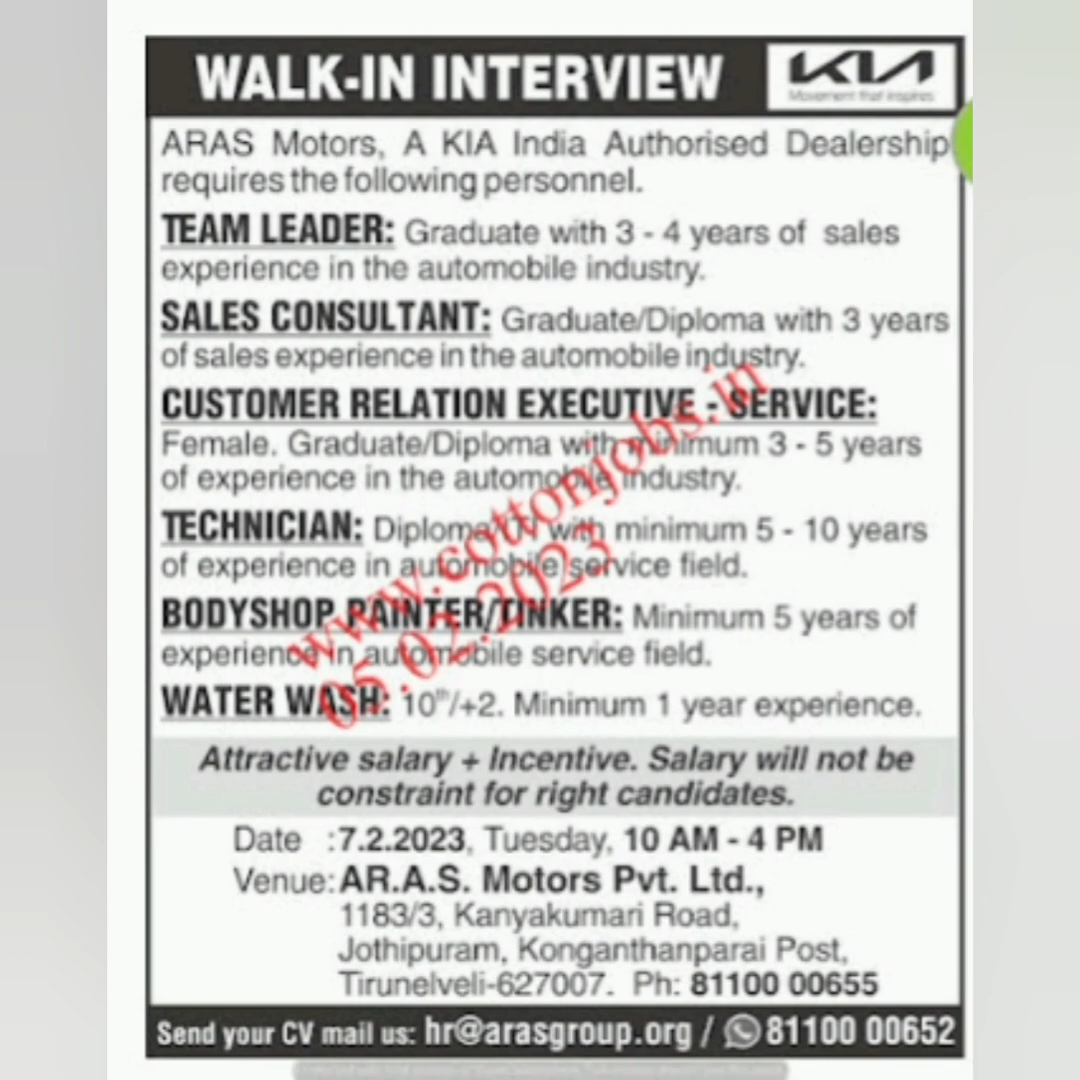 WALK-IN INTERVIEW
KIA
Movement that inspires
ARAS Motors, A KIA India Authorised Dealership
requires the following personnel.
TEAM LEADER: Graduate with 3 - 4 years of sales
experience in the automobile industry.
SALES CONSULTANT: Graduate/Diploma with 3 years
of sales experience in the automobile industry.
CUSTOMER RELATION EXECUTIVE - SERVICE:
Female. Graduate/Diploma with minimum 3 - 5 years
of experience in the automobile industry.
TECHNICIAN: Diploma with minimum 5 - 10 years
of experience in automobile service field.
BODYSHOP PAINTER/TINKER: Minimum 5 years of
experience in automobile service field.
WATER WASH: 10th/+2. Minimum 1 year experience.
www.cottonjobs.in
05.02.2023
Attractive salary + Incentive. Salary will not be
constraint for right candidates.
Date :7.2.2023, Tuesday, 10 AM - 4 PM
Venue: AR.A.S. Motors Pvt. Ltd.,
1183/3, Kanyakumari Road,
Jothipuram, Konganthanparai Post,
Tirunelveli-627007. Ph: 81100 00655
Send your CV mail us: hr@arasgroup.org / 81100 00652